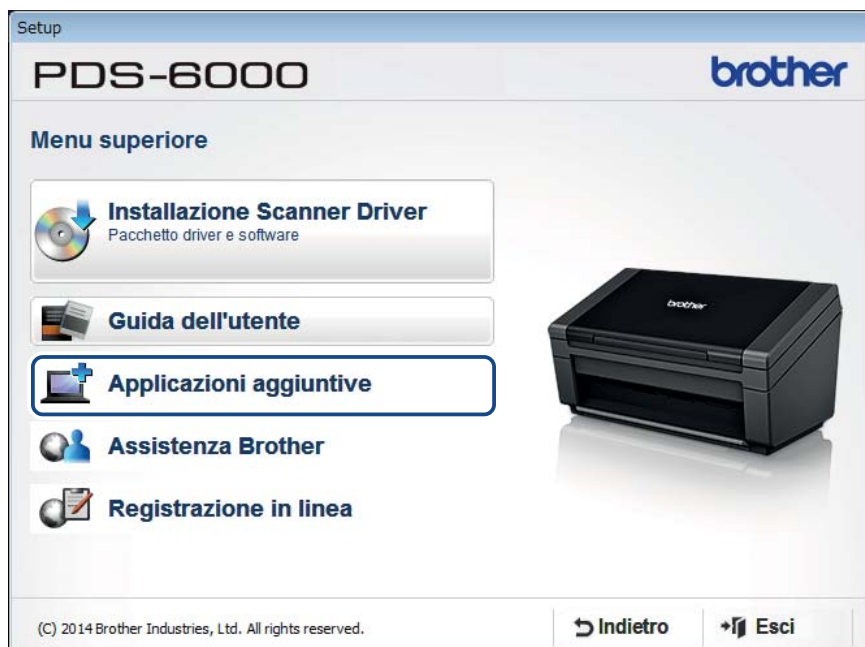 Setup
PDS-6000
brother
Menu superiore
Installazione Scanner Driver
Pacchetto driver e software
Guida dell'utente
Applicazioni aggiuntive
Assistenza Brother
Registrazione in linea
brother
(C) 2014 Brother Industries, Ltd. All rights reserved.
Indietro
Esci